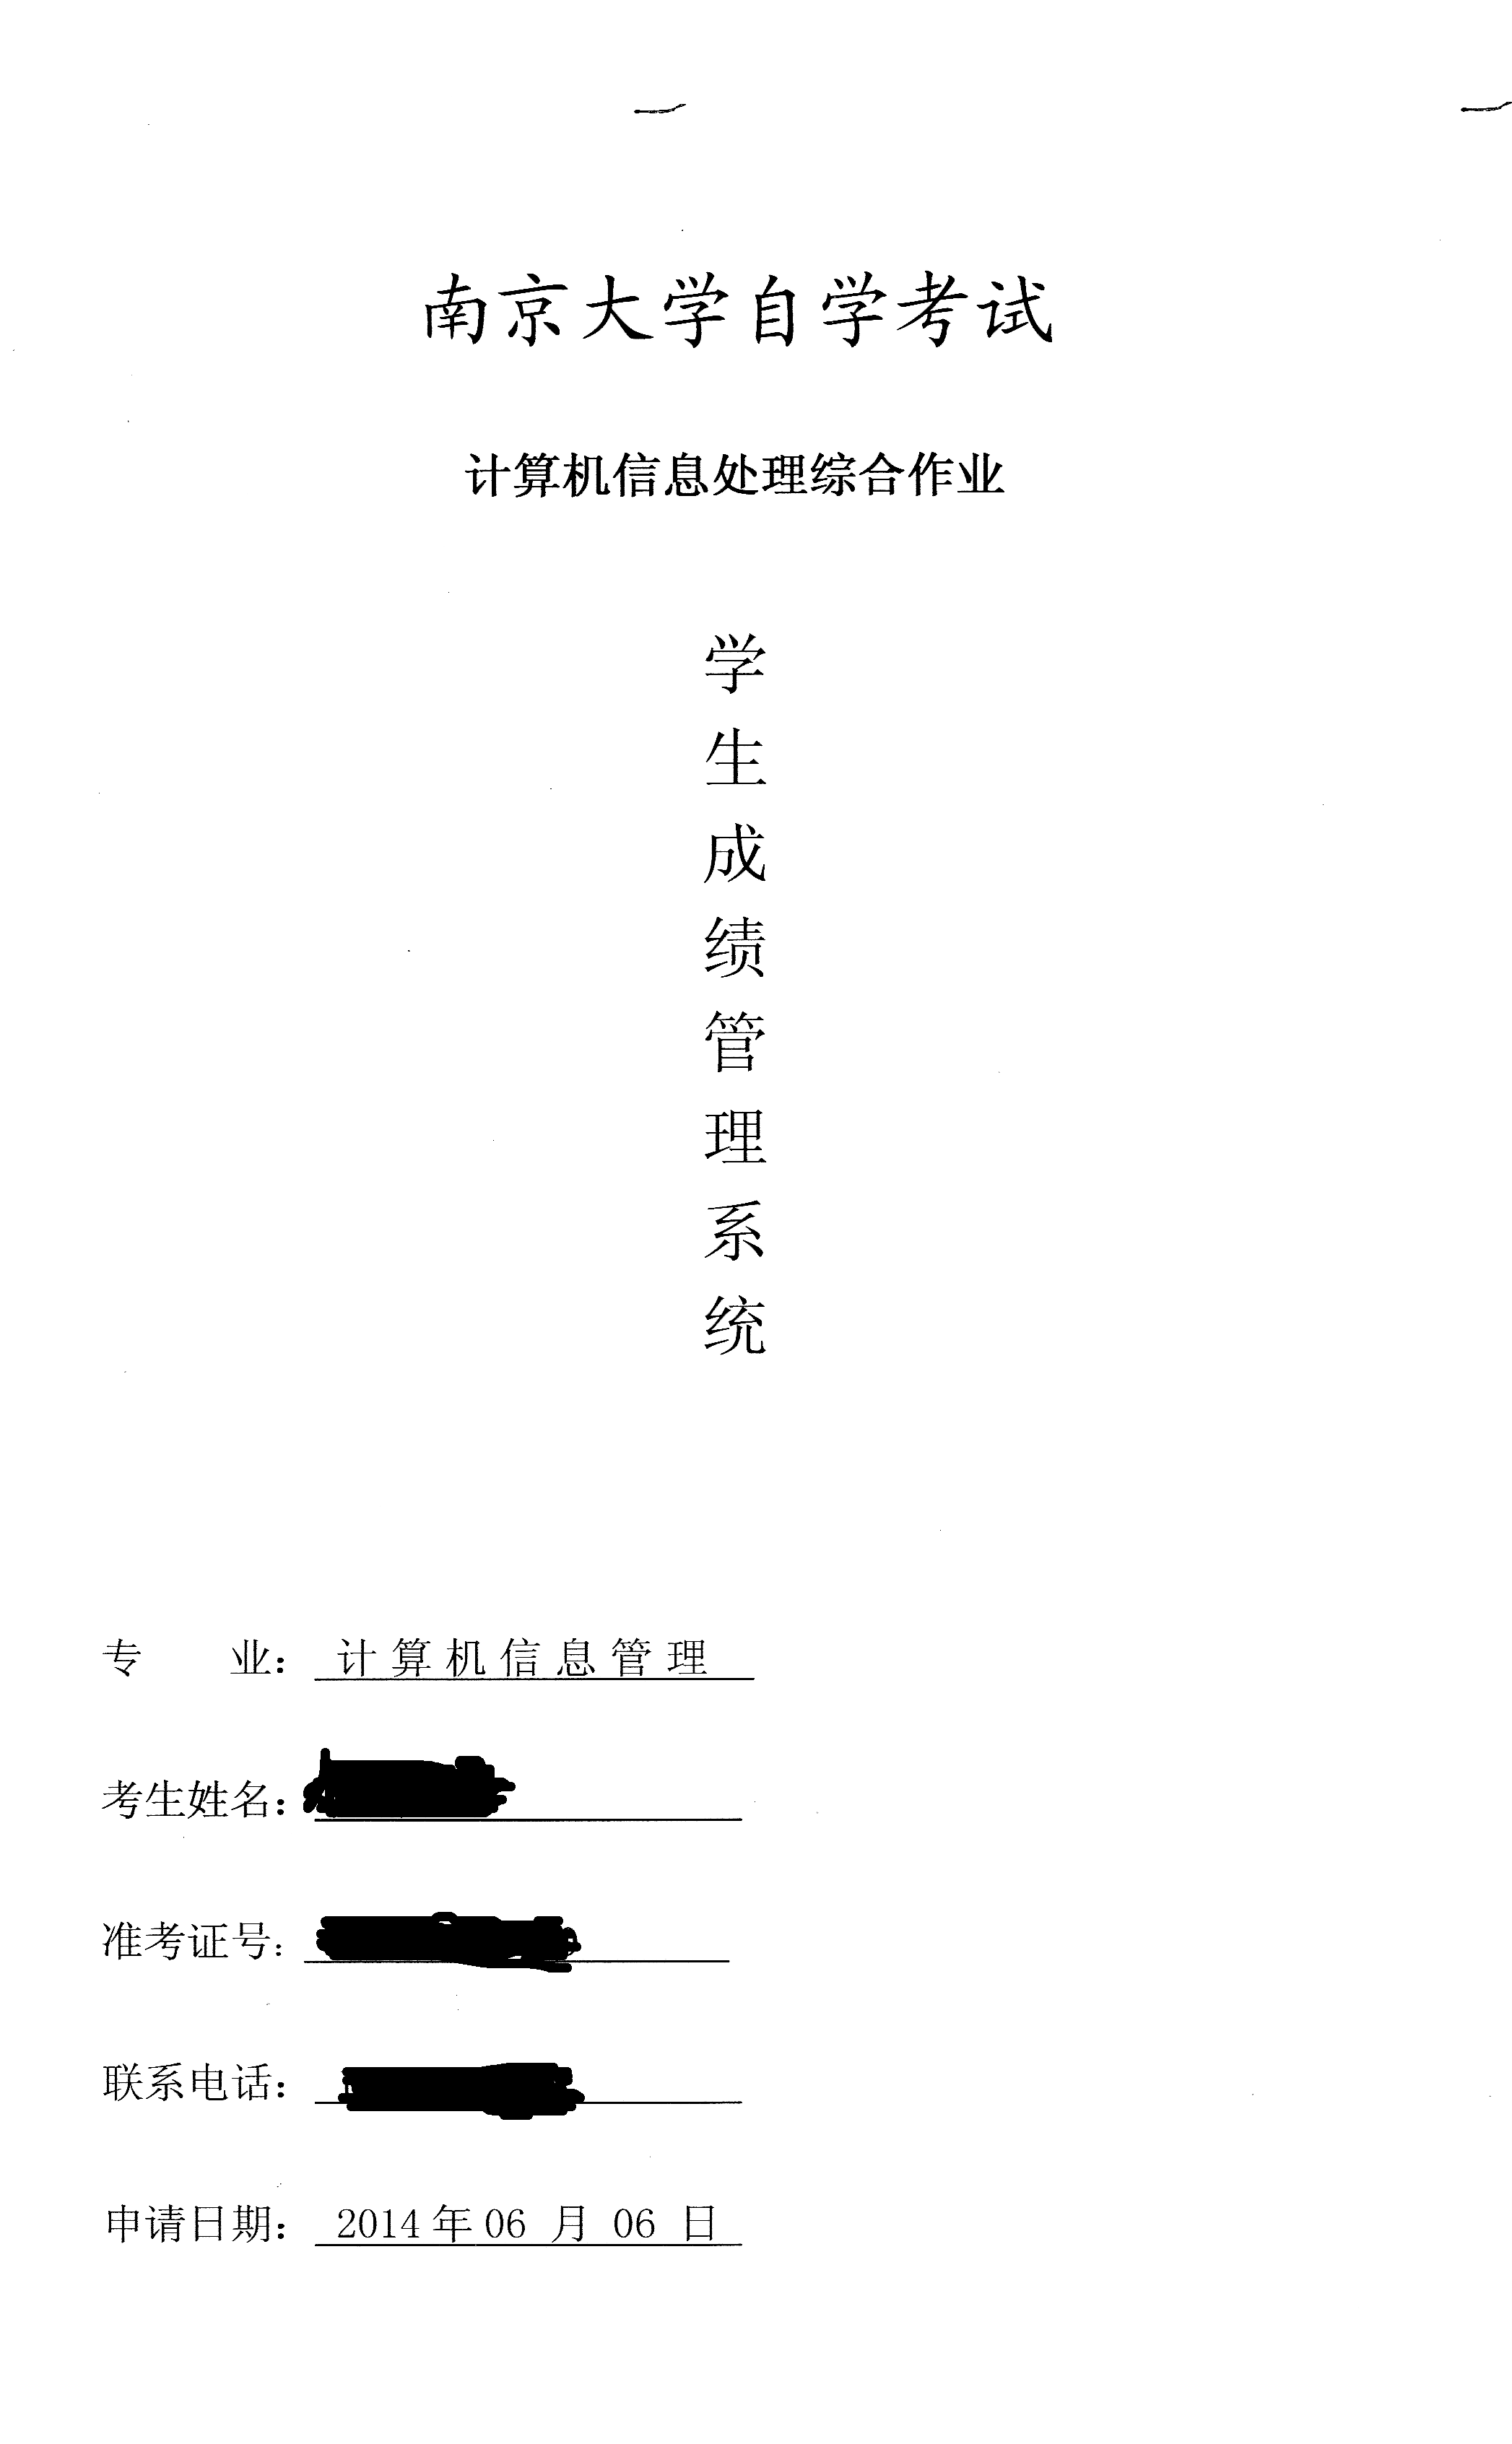 南京大学自学考试
计算机信息处理综合作业
学
生
成
绩
管
理
系
统
专 业: 计算机信息管理
考生姓名:
准考证号:
联系电话:
申请日期: 2014年06 月 06 日